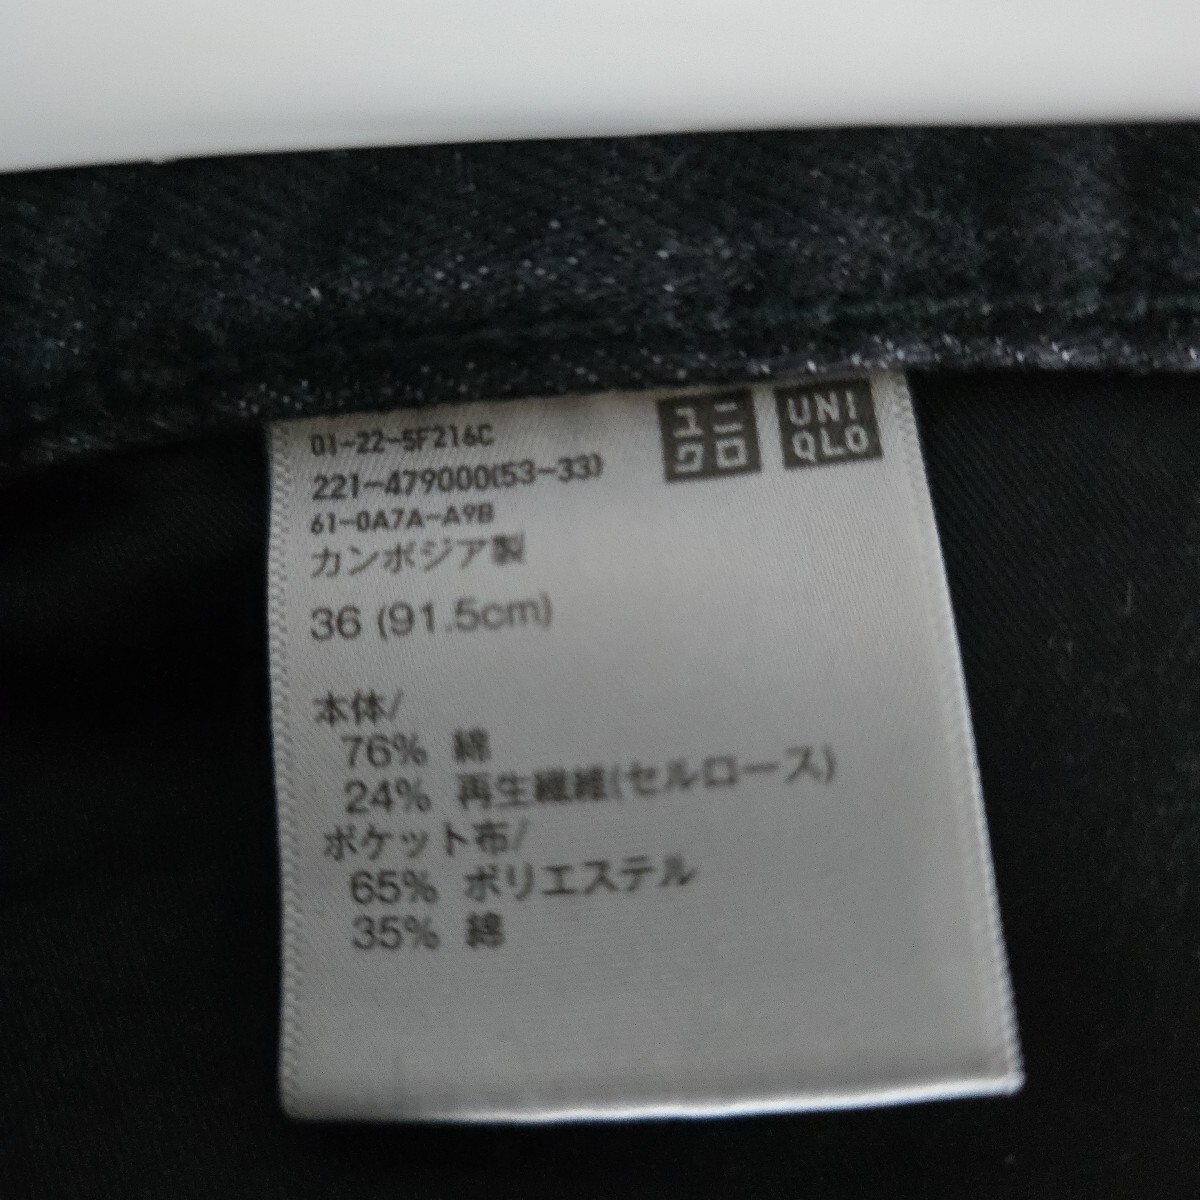 01-22-5F216C
221-479000(53-33)
61-0A7A-A9B
カンボジア製
36 (91.5cm)
ユニクロ
UNIQLO
本体/
76% 綿
24% 再生繊維(セルロース)
ポケット布/
65% ポリエステル
35% 綿